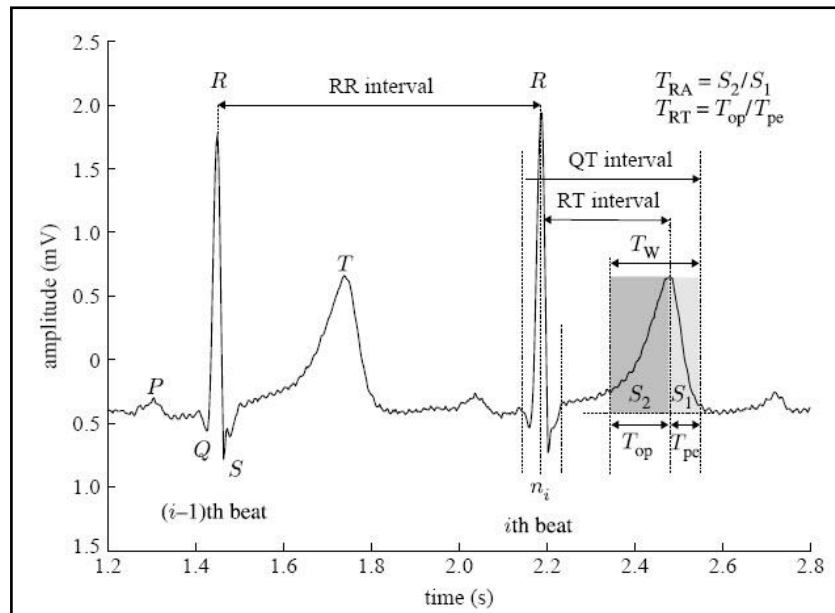 2.5
2.0
1.5
1.0
0.5
0
0.5
1.0
1.5
amplitude (mV)
R
RR interval
R
T_RA = S_2/S_1
T_RT = T_op/T_pe
QT interval
RT interval
T_W
T
P
Q
S
S_2
S_1
T_op
T_pe
n_i
(i–1)th beat
ith beat
1.2 1.4 1.6 1.8 2.0 2.2 2.4 2.6 2.8
time (s)